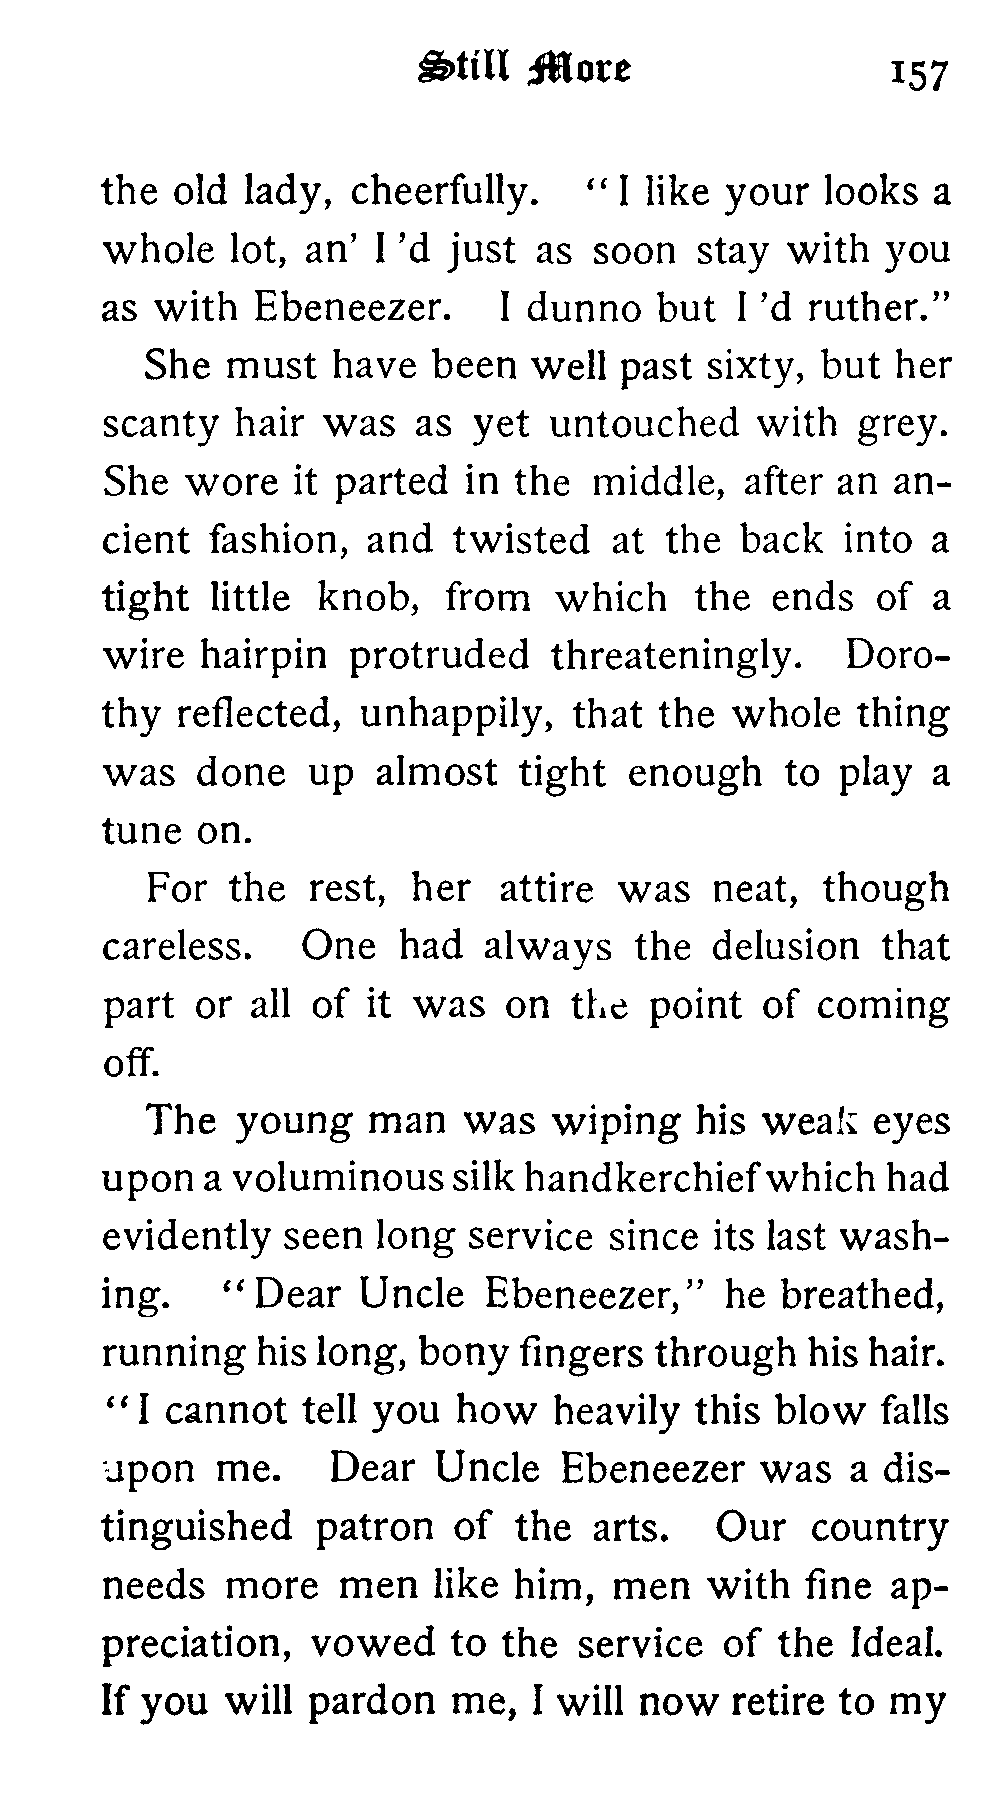 Still More 157
the old lady, cheerfully. "I like your looks a
whole lot, an' I 'd just as soon stay with you
as with Ebeneezer. I dunno but I 'd ruther."
She must have been well past sixty, but her
scanty hair was as yet untouched with grey.
She wore it parted in the middle, after an an-
cient fashion, and twisted at the back into a
tight little knob, from which the ends of a
wire hairpin protruded threateningly. Doro-
thy reflected, unhappily, that the whole thing
was done up almost tight enough to play a
tune on.
For the rest, her attire was neat, though
careless. One had always the delusion that
part or all of it was on the point of coming
off.
The young man was wiping his weak eyes
upon a voluminous silk handkerchief which had
evidently seen long service since its last wash-
ing. "Dear Uncle Ebeneezer," he breathed,
running his long, bony fingers through his hair.
"I cannot tell you how heavily this blow falls
upon me. Dear Uncle Ebeneezer was a dis-
tinguished patron of the arts. Our country
needs more men like him, men with fine ap-
preciation, vowed to the service of the Ideal.
If you will pardon me, I will now retire to my